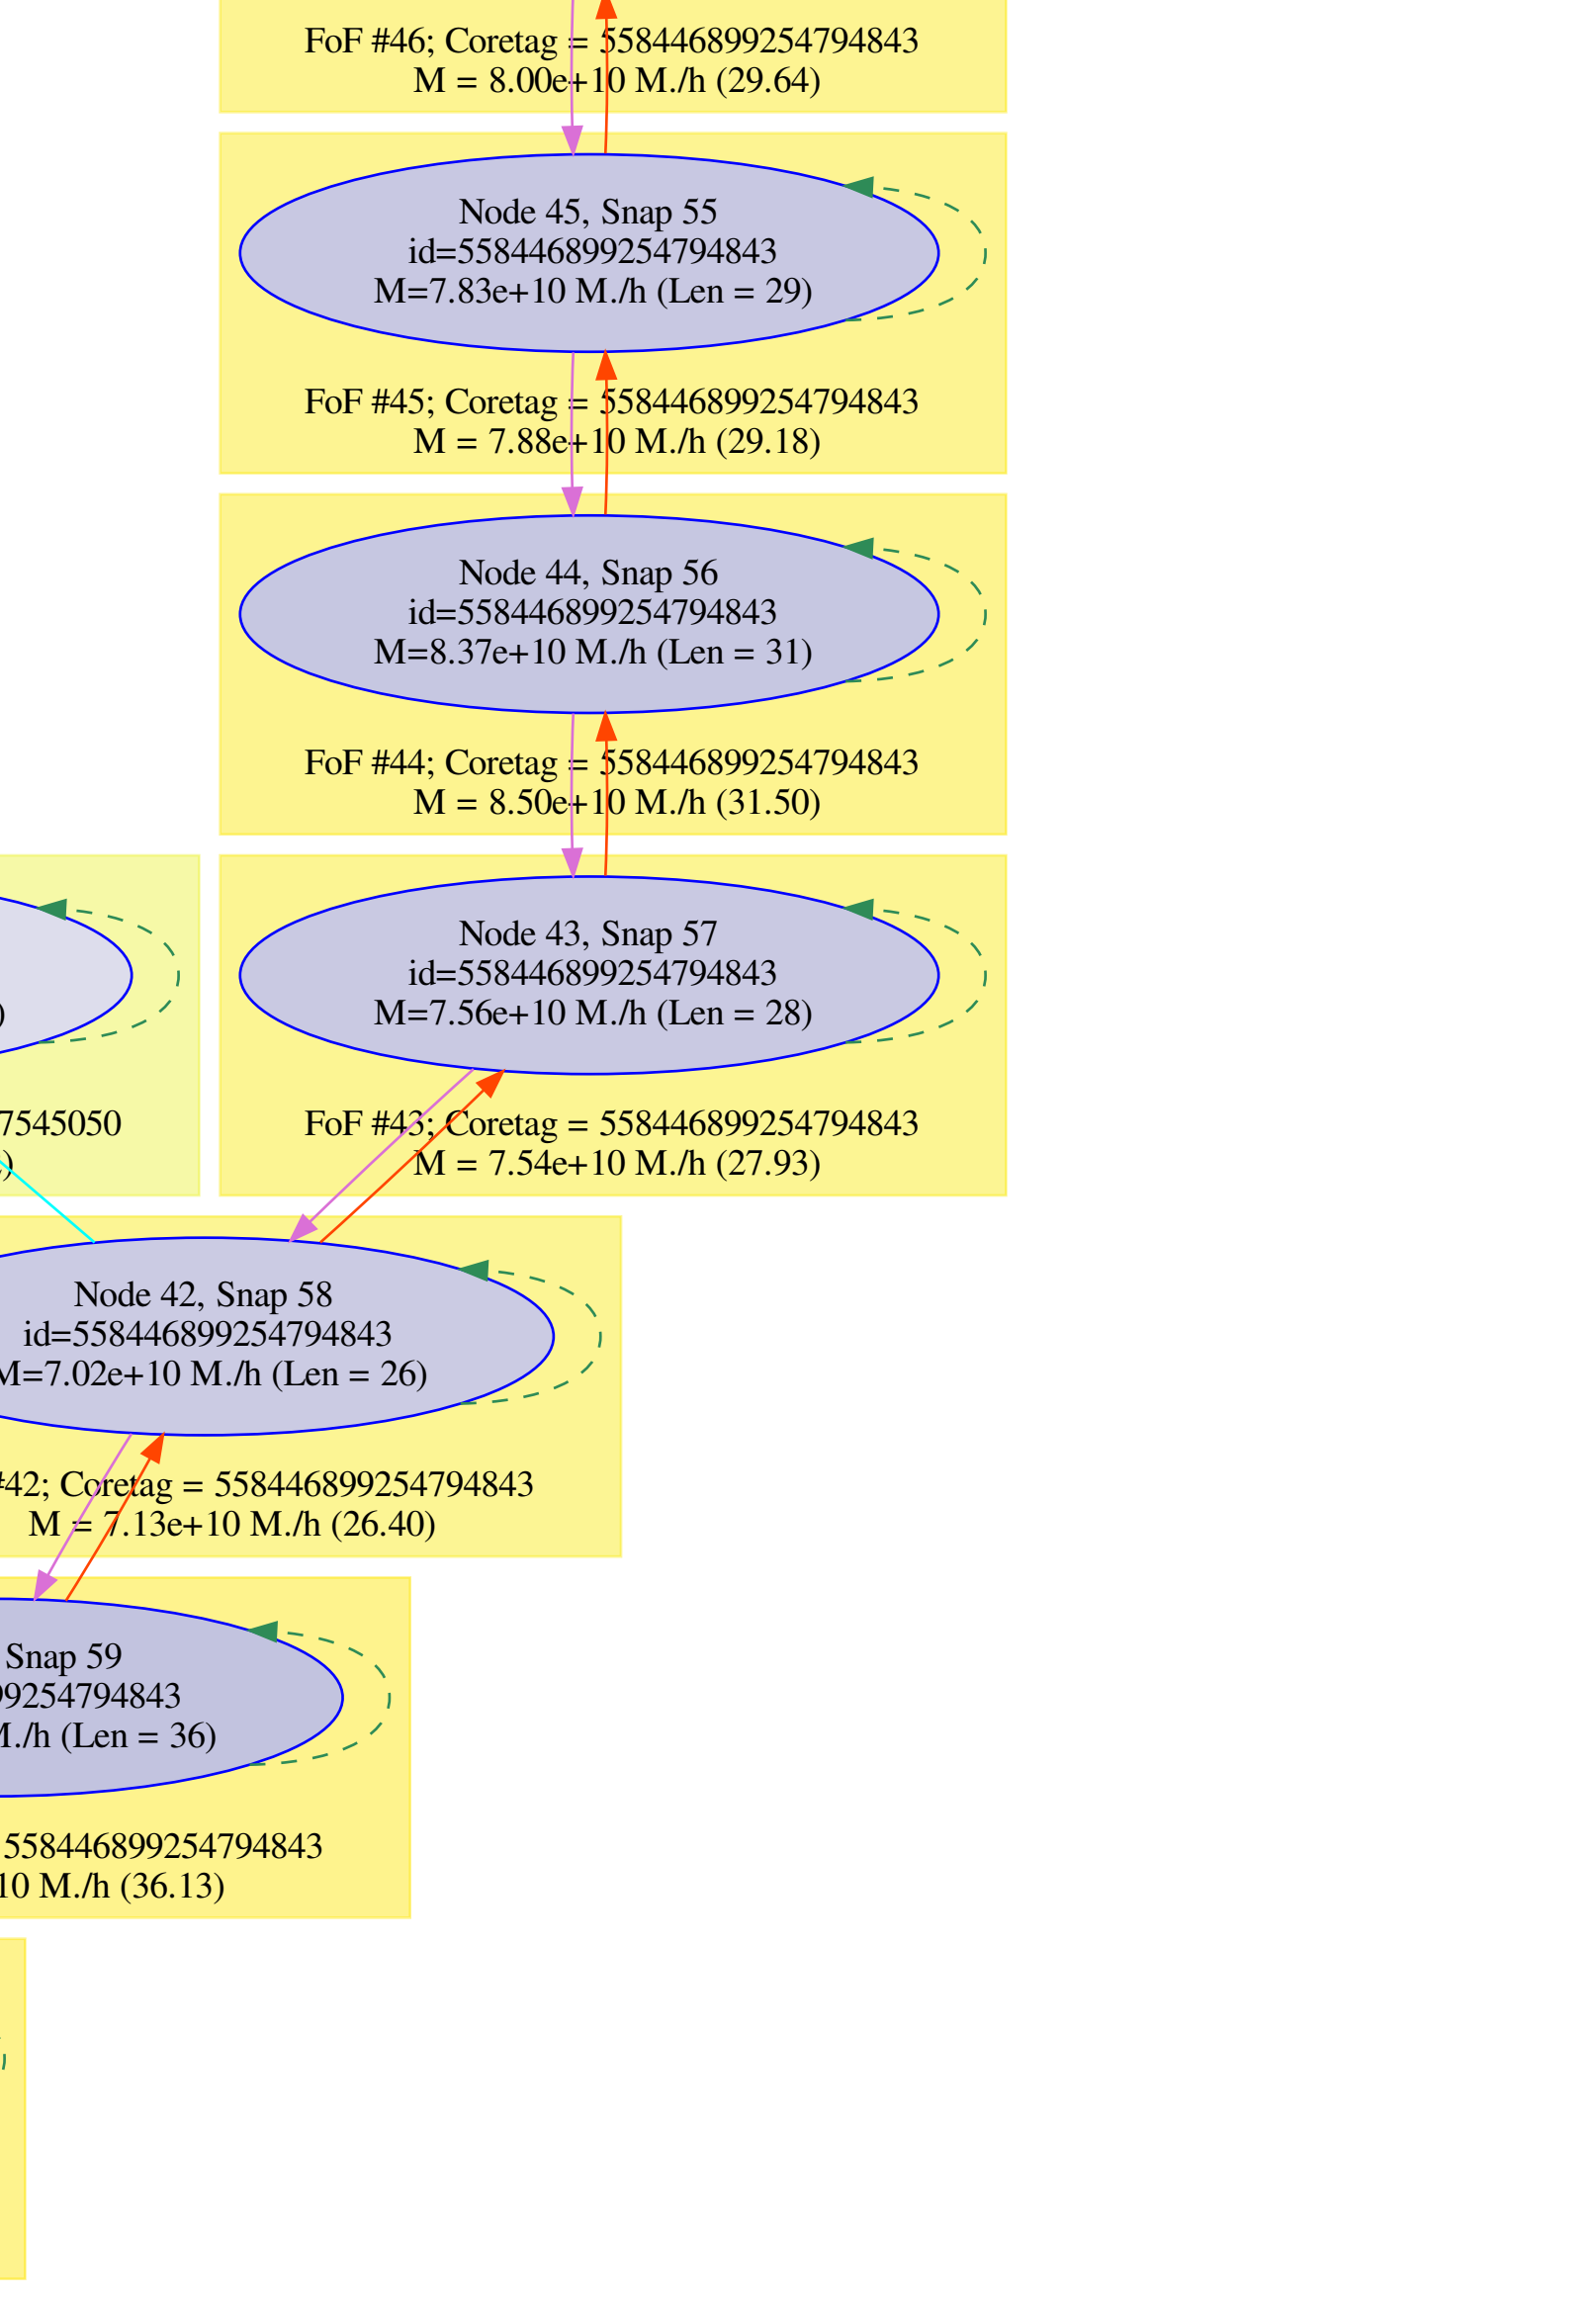 FoF #46; Coretag = 558446899254794843
M = 8.00e+10 M./h (29.64)
Node 45, Snap 55
id=558446899254794843
M=7.83e+10 M./h (Len = 29)
FoF #45; Coretag = 558446899254794843
M = 7.88e+10 M./h (29.18)
Node 44, Snap 56
id=558446899254794843
M=8.37e+10 M./h (Len = 31)
FoF #44; Coretag = 558446899254794843
M = 8.50e+10 M./h (31.50)
Node 43, Snap 57
id=558446899254794843
M=7.56e+10 M./h (Len = 28)
)
7545050
)
FoF #43; Coretag = 558446899254794843
M = 7.54e+10 M./h (27.93)
Node 42, Snap 58
id=558446899254794843
M=7.02e+10 M./h (Len = 26)
#42; Coretag = 558446899254794843
M = 7.13e+10 M./h (26.40)
Snap 59
99254794843
M./h (Len = 36)
558446899254794843
10 M./h (36.13)